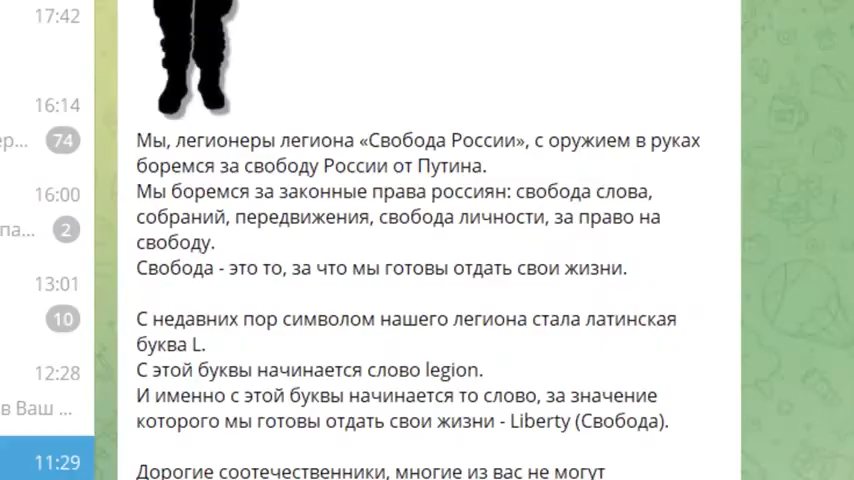 17:42
16:14
ер... 74
16:00
па... 2
13:01
10
12:28
в Ваш ...
11:29
Мы, легионеры легиона «Свобода России», с оружием в руках
боремся за свободу России от Путина.
Мы боремся за законные права россиян: свобода слова,
собраний, передвижения, свобода личности, за право на
свободу.
Свобода - это то, за что мы готовы отдать свои жизни.
С недавних пор символом нашего легиона стала латинская
буква L.
С этой буквы начинается слово legion.
И именно с этой буквы начинается то слово, за значение
которого мы готовы отдать свои жизни - Liberty (Свобода).
Дорогие соотечественники, многие из вас не могут